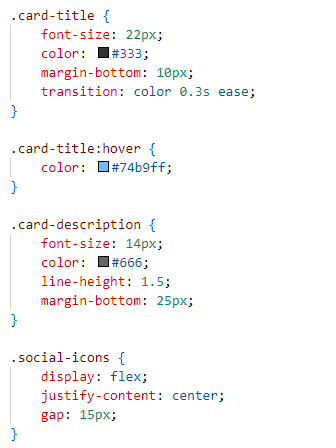 .card-title {
    font-size: 22px;
    color: #333;
    margin-bottom: 10px;
    transition: color 0.3s ease;
}

.card-title:hover {
    color: #74b9ff;
}

.card-description {
    font-size: 14px;
    color: #666;
    line-height: 1.5;
    margin-bottom: 25px;
}

.social-icons {
    display: flex;
    justify-content: center;
    gap: 15px;
}